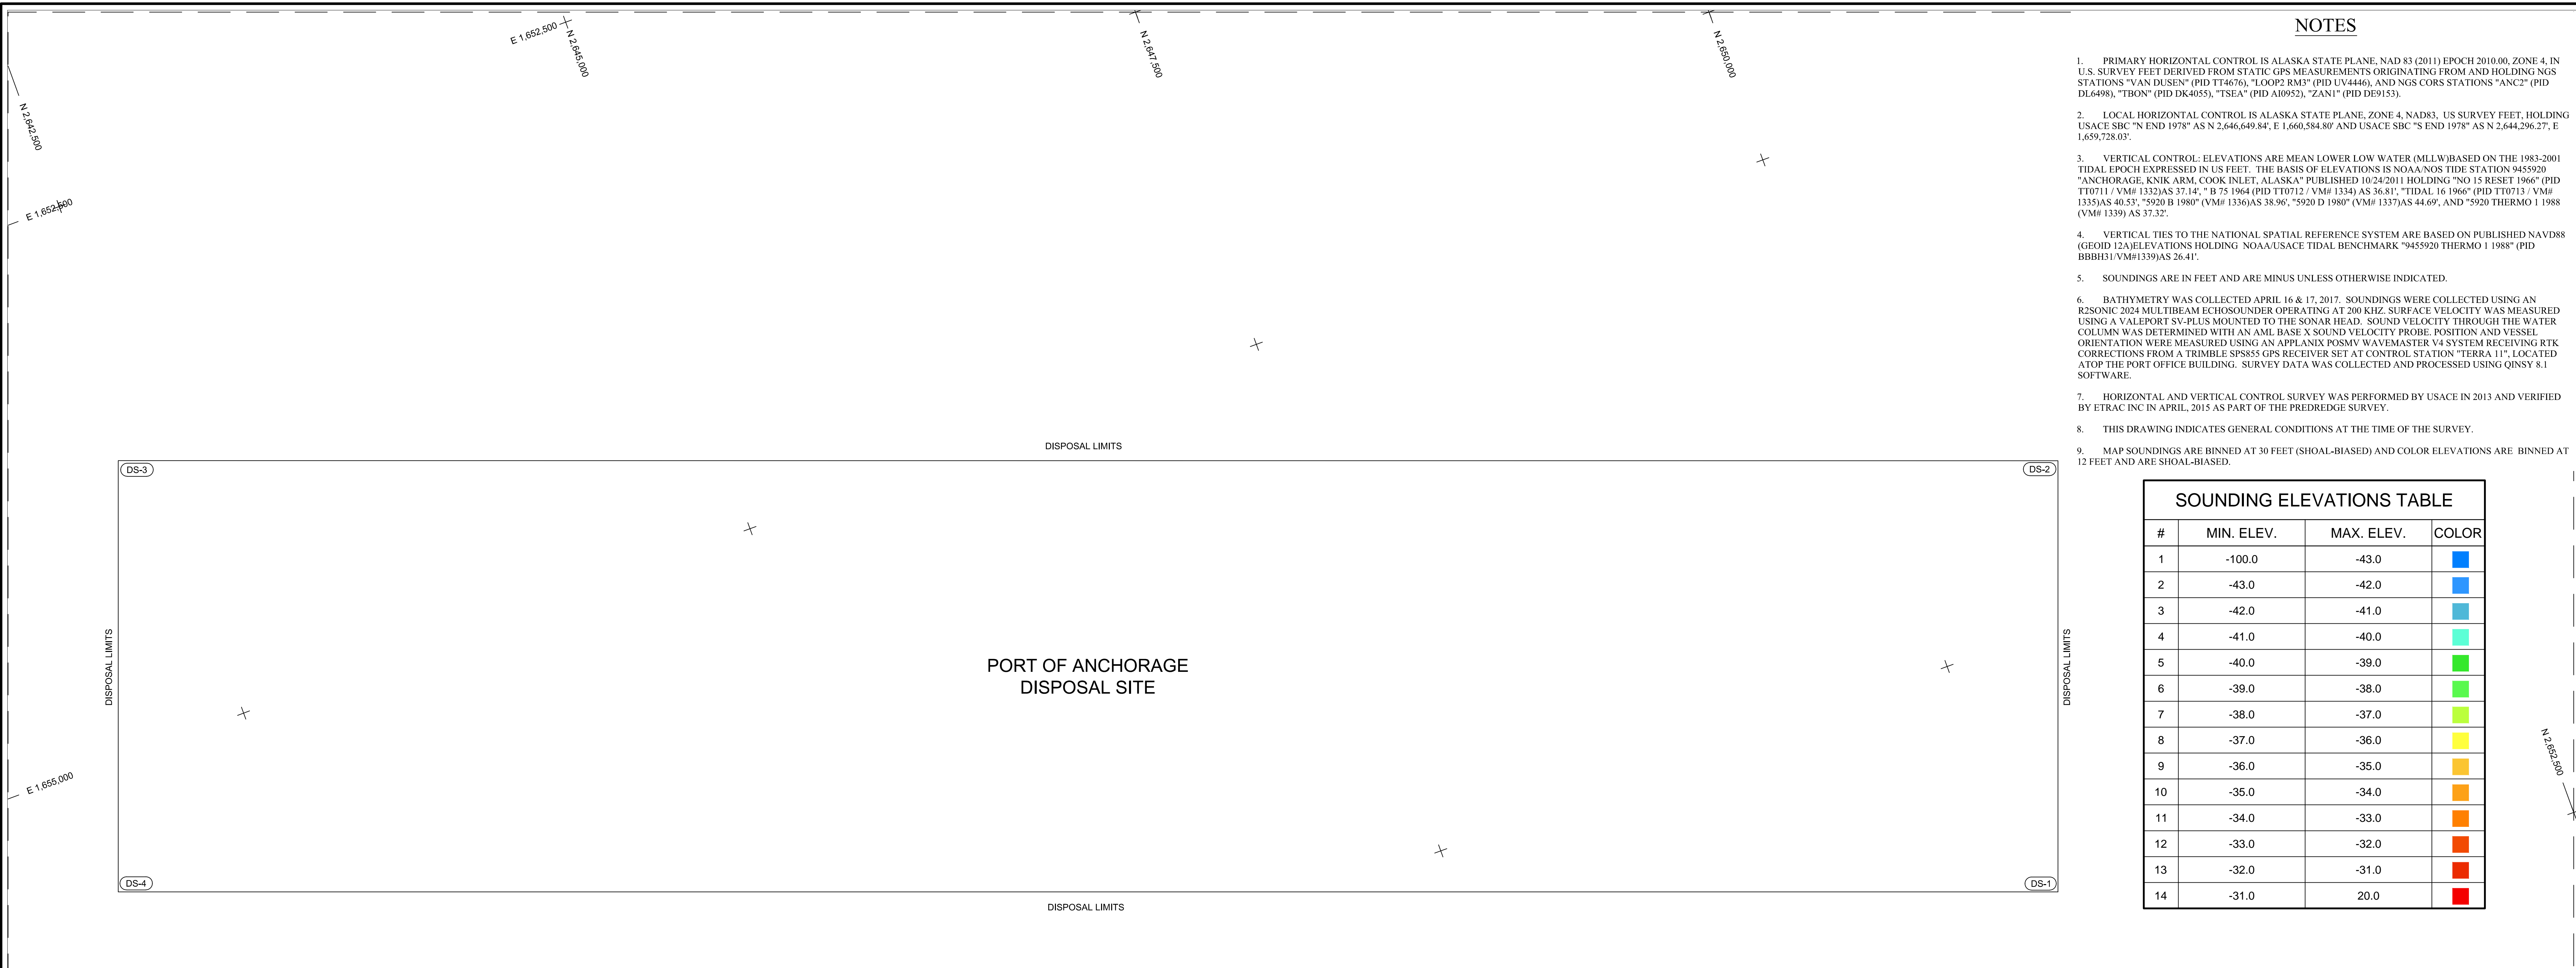 E 1,652,500
N 2,645,000
N 2,647,500
N 2,650,000
N 2,642,500
E 1,652,500
E 1,655,000
N 2,652,500
DISPOSAL LIMITS
DS-3
DS-2
DISPOSAL LIMITS
PORT OF ANCHORAGE
DISPOSAL SITE
DISPOSAL LIMITS
DS-4
DS-1
DISPOSAL LIMITS
NOTES
1. PRIMARY HORIZONTAL CONTROL IS ALASKA STATE PLANE, NAD 83 (2011) EPOCH 2010.00, ZONE 4, IN
U.S. SURVEY FEET DERIVED FROM STATIC GPS MEASUREMENTS ORIGINATING FROM AND HOLDING NGS
STATIONS "VAN DUSEN" (PID TT4676), "LOOP2 RM3" (PID UV4446), AND NGS CORS STATIONS "ANC2" (PID
DL6498), "TBON" (PID DK4055), "TSEA" (PID AI0952), "ZAN1" (PID DE9153).
2. LOCAL HORIZONTAL CONTROL IS ALASKA STATE PLANE, ZONE 4, NAD83, US SURVEY FEET, HOLDING
USACE SBC "N END 1978" AS N 2,646,649.84', E 1,660,584.80' AND USACE SBC "S END 1978" AS N 2,644,296.27', E
1,659,728.03'.
3. VERTICAL CONTROL: ELEVATIONS ARE MEAN LOWER LOW WATER (MLLW)BASED ON THE 1983-2001
TIDAL EPOCH EXPRESSED IN US FEET. THE BASIS OF ELEVATIONS IS NOAA/NOS TIDE STATION 9455920
"ANCHORAGE, KNIK ARM, COOK INLET, ALASKA" PUBLISHED 10/24/2011 HOLDING "NO 15 RESET 1966" (PID
TT0711 / VM# 1332)AS 37.14', " B 75 1964 (PID TT0712 / VM# 1334) AS 36.81', "TIDAL 16 1966" (PID TT0713 / VM#
1335)AS 40.53', "5920 B 1980" (VM# 1336)AS 38.96', "5920 D 1980" (VM# 1337)AS 44.69', AND "5920 THERMO 1 1988
(VM# 1339) AS 37.32'.
4. VERTICAL TIES TO THE NATIONAL SPATIAL REFERENCE SYSTEM ARE BASED ON PUBLISHED NAVD88
(GEOID 12A)ELEVATIONS HOLDING NOAA/USACE TIDAL BENCHMARK "9455920 THERMO 1 1988" (PID
BBBH31/VM#1339)AS 26.41'.
5. SOUNDINGS ARE IN FEET AND ARE MINUS UNLESS OTHERWISE INDICATED.
6. BATHYMETRY WAS COLLECTED APRIL 16 & 17, 2017. SOUNDINGS WERE COLLECTED USING AN
R2SONIC 2024 MULTIBEAM ECHOSOUNDER OPERATING AT 200 KHZ. SURFACE VELOCITY WAS MEASURED
USING A VALEPORT SV-PLUS MOUNTED TO THE SONAR HEAD. SOUND VELOCITY THROUGH THE WATER
COLUMN WAS DETERMINED WITH AN AML BASE X SOUND VELOCITY PROBE. POSITION AND VESSEL
ORIENTATION WERE MEASURED USING AN APPLANIX POSMV WAVEMASTER V4 SYSTEM RECEIVING RTK
CORRECTIONS FROM A TRIMBLE SPS855 GPS RECEIVER SET AT CONTROL STATION "TERRA 11", LOCATED
ATOP THE PORT OFFICE BUILDING. SURVEY DATA WAS COLLECTED AND PROCESSED USING QINSY 8.1
SOFTWARE.
7. HORIZONTAL AND VERTICAL CONTROL SURVEY WAS PERFORMED BY USACE IN 2013 AND VERIFIED
BY ETRAC INC IN APRIL, 2015 AS PART OF THE PREDREDGE SURVEY.
8. THIS DRAWING INDICATES GENERAL CONDITIONS AT THE TIME OF THE SURVEY.
9. MAP SOUNDINGS ARE BINNED AT 30 FEET (SHOAL-BIASED) AND COLOR ELEVATIONS ARE BINNED AT
12 FEET AND ARE SHOAL-BIASED.
SOUNDING ELEVATIONS TABLE
# MIN. ELEV. MAX. ELEV. COLOR
1 -100.0 -43.0
2 -43.0 -42.0
3 -42.0 -41.0
4 -41.0 -40.0
5 -40.0 -39.0
6 -39.0 -38.0
7 -38.0 -37.0
8 -37.0 -36.0
9 -36.0 -35.0
10 -35.0 -34.0
11 -34.0 -33.0
12 -33.0 -32.0
13 -32.0 -31.0
14 -31.0 20.0